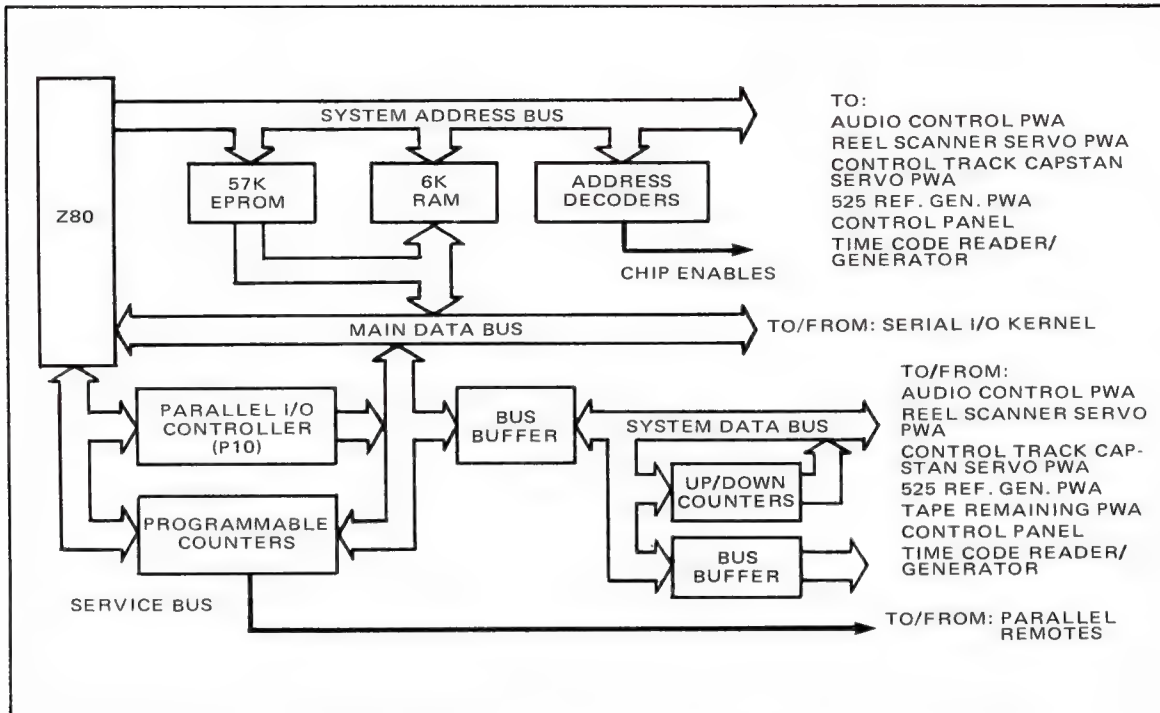 Z80
SYSTEM ADDRESS BUS
57K
EPROM
6K
RAM
ADDRESS
DECODERS
CHIP ENABLES
TO:
AUDIO CONTROL PWA
REEL SCANNER SERVO PWA
CONTROL TRACK CAPSTAN
SERVO PWA
525 REF. GEN. PWA
CONTROL PANEL
TIME CODE READER/
GENERATOR
MAIN DATA BUS
TO/FROM: SERIAL I/O KERNEL
PARALLEL I/O
CONTROLLER
(P10)
BUS
BUFFER
SYSTEM DATA BUS
UP/DOWN
COUNTERS
BUS
BUFFER
PROGRAMMABLE
COUNTERS
SERVICE BUS
TO/FROM:
AUDIO CONTROL PWA
REEL SCANNER SERVO
PWA
CONTROL TRACK CAP-
STAN SERVO PWA
525 REF. GEN. PWA
TAPE REMAINING PWA
CONTROL PANEL
TIME CODE READER/
GENERATOR
TO/FROM: PARALLEL
REMOTES